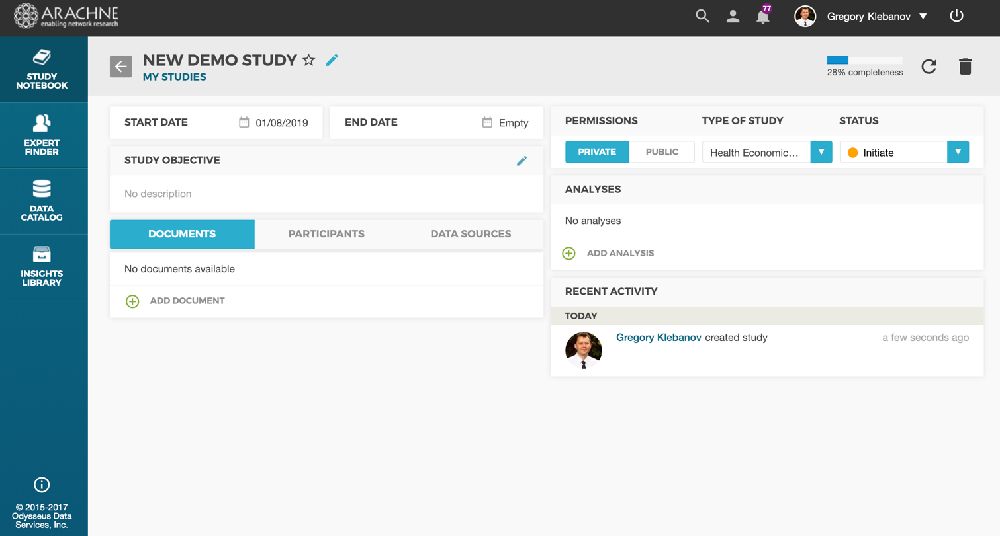 ARACHNE
enabling network research
77
Gregory Klebanov
STUDY
NOTEBOOK
EXPERT
FINDER
DATA
CATALOG
INSIGHTS
LIBRARY
© 2015-2017
Odysseus Data
Services, Inc.
NEW DEMO STUDY
MY STUDIES
28% completeness
START DATE
01/08/2019
END DATE
Empty
STUDY OBJECTIVE
No description
DOCUMENTS
PARTICIPANTS
DATA SOURCES
No documents available
ADD DOCUMENT
PERMISSIONS
TYPE OF STUDY
STATUS
PRIVATE
PUBLIC
Health Economic...
Initiate
ANALYSES
No analyses
ADD ANALYSIS
RECENT ACTIVITY
TODAY
Gregory Klebanov created study
a few seconds ago